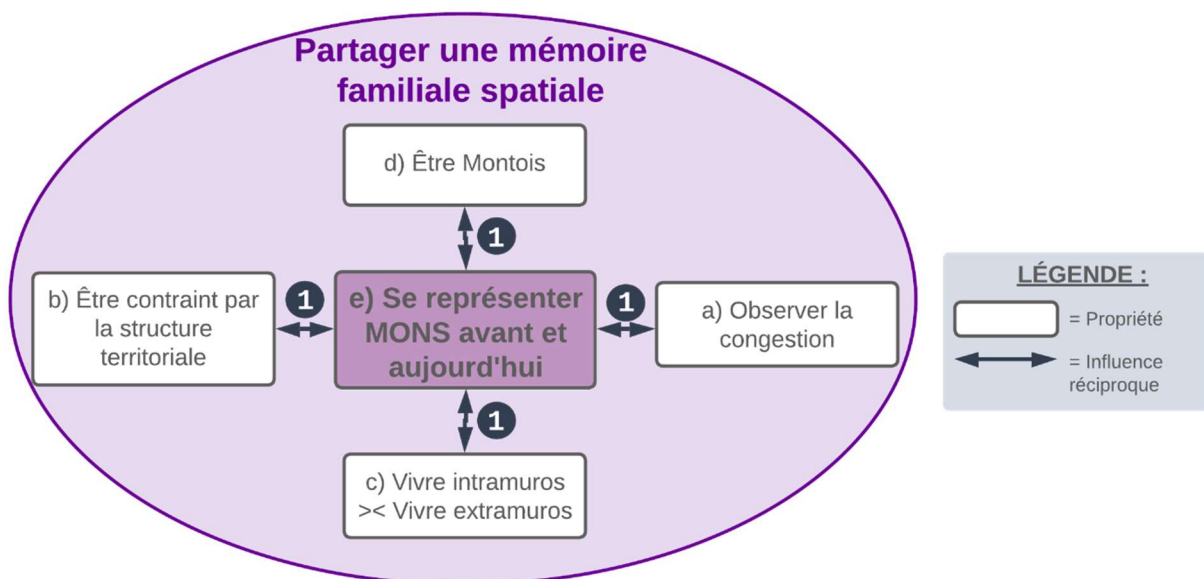 Partager une mémoire
familiale spatiale
d) Être Montois
1
b) Être contraint par
la structure
territoriale
1
e) Se représenter
MONS avant et
aujourd'hui
1
a) Observer la
congestion
1
c) Vivre intramuros
>< Vivre extramuros
LÉGENDE :
= Propriété
= Influence
réciproque